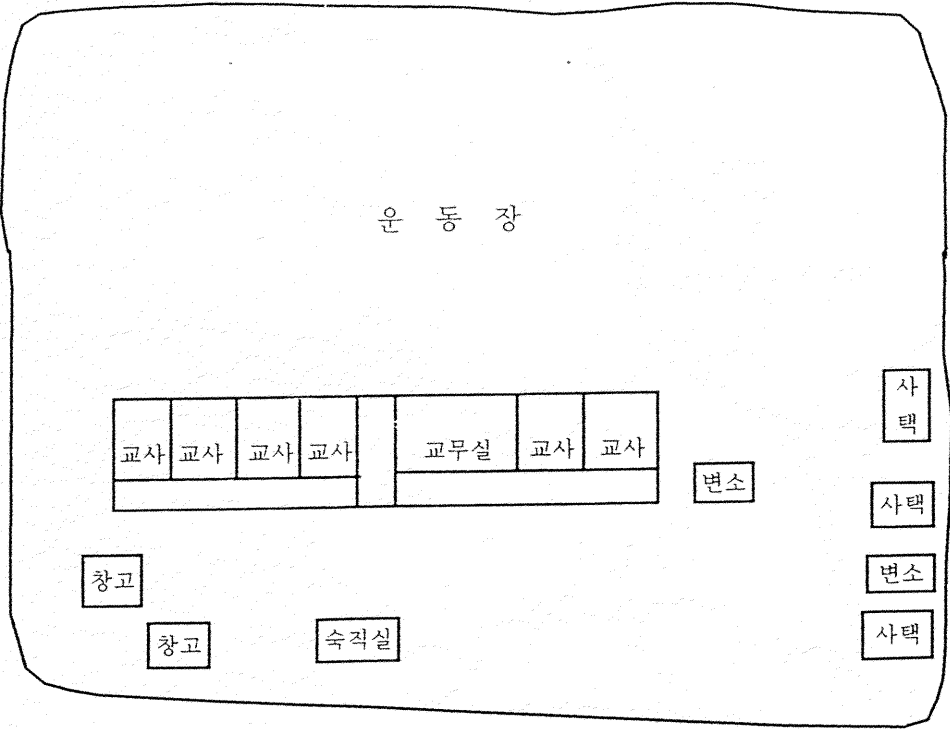 운 동 장
사택
교사 교사 교사 교사 교무실 교사 교사
변소
사택
변소
사택
창고
창고
숙직실